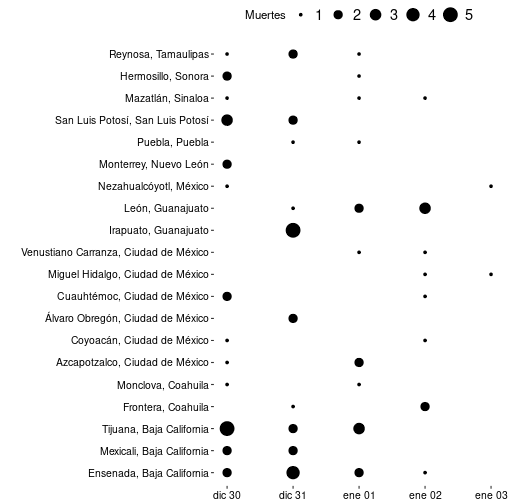 Muertes 1 2 3 4 5
Reynosa, Tamaulipas
Hermosillo, Sonora
Mazatlán, Sinaloa
San Luis Potosí, San Luis Potosí
Puebla, Puebla
Monterrey, Nuevo León
Nezahualcóyotl, México
León, Guanajuato
Irapuato, Guanajuato
Venustiano Carranza, Ciudad de México
Miguel Hidalgo, Ciudad de México
Cuauhtémoc, Ciudad de México
Álvaro Obregón, Ciudad de México
Coyoacán, Ciudad de México
Azcapotzalco, Ciudad de México
Monclova, Coahuila
Frontera, Coahuila
Tijuana, Baja California
Mexicali, Baja California
Ensenada, Baja California
dic 30 dic 31 ene 01 ene 02 ene 03